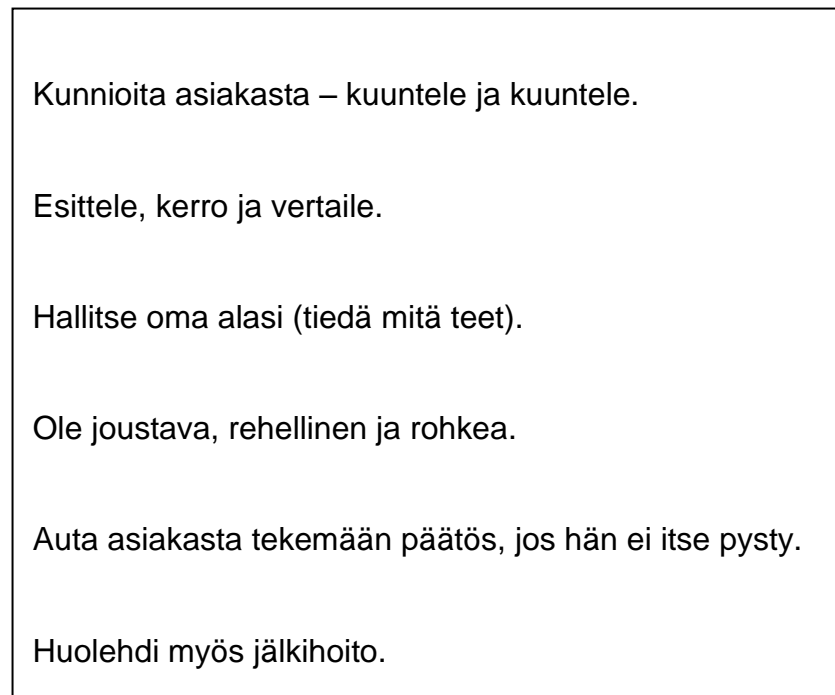 Kunnioita asiakasta – kuuntele ja kuuntele.
Esittele, kerro ja vertaile.
Hallitse oma alasi (tiedä mitä teet).
Ole joustava, rehellinen ja rohkea.
Auta asiakasta tekemään päätös, jos hän ei itse pysty.
Huolehdi myös jälkihoito.